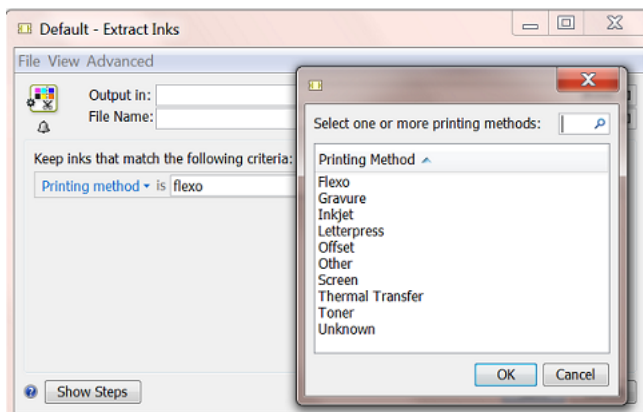 Default - Extract Inks
File View Advanced
Output in:
File Name:
Keep inks that match the following criteria:
Printing method is flexo
Show Steps
Select one or more printing methods:
Printing Method
Flexo
Gravure
Inkjet
Letterpress
Offset
Other
Screen
Thermal Transfer
Toner
Unknown
OK Cancel